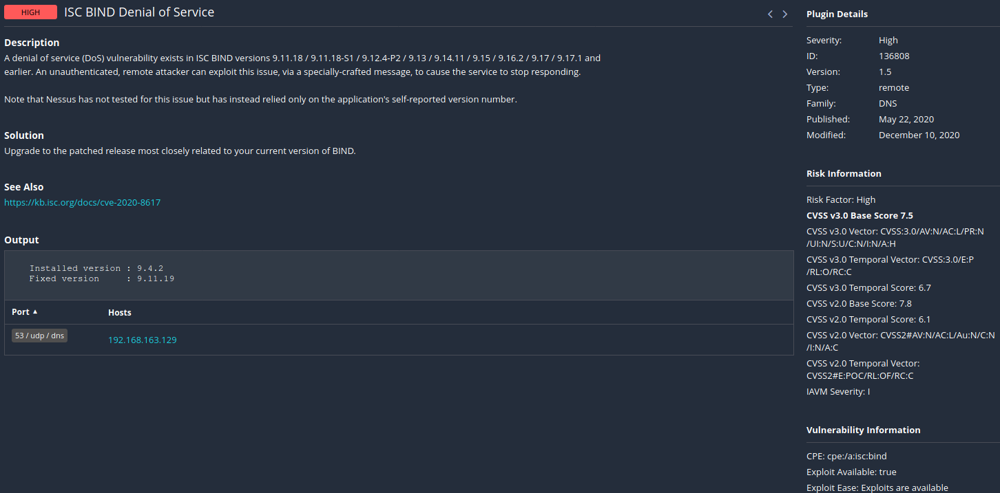 HIGH
ISC BIND Denial of Service
Description
A denial of service (DoS) vulnerability exists in ISC BIND versions 9.11.18 / 9.11.18-S1 / 9.12.4-P2 / 9.13 / 9.14.11 / 9.15 / 9.16.2 / 9.17 / 9.17.1 and
earlier. An unauthenticated, remote attacker can exploit this issue, via a specially-crafted message, to cause the service to stop responding.
Note that Nessus has not tested for this issue but has instead relied only on the application's self-reported version number.
Solution
Upgrade to the patched release most closely related to your current version of BIND.
See Also
https://kb.isc.org/docs/cve-2020-8617
Output
Installed version : 9.4.2
Fixed version : 9.11.19
Port ▲ Hosts
53 / udp / dns 192.168.163.129
Plugin Details
Severity: High
ID: 136808
Version: 1.5
Type: remote
Family: DNS
Published: May 22, 2020
Modified: December 10, 2020
Risk Information
Risk Factor: High
CVSS v3.0 Base Score 7.5
CVSS v3.0 Vector: CVSS:3.0/AV:N/AC:L/PR:N
/UI:N/S:U/C:N/I:N/A:H
CVSS v3.0 Temporal Vector: CVSS:3.0/E:P
/RL:O/RC:C
CVSS v3.0 Temporal Score: 6.7
CVSS v2.0 Base Score: 7.8
CVSS v2.0 Temporal Score: 6.1
CVSS v2.0 Vector: CVSS2#AV:N/AC:L/Au:N/C:N
/I:N/A:C
CVSS v2.0 Temporal Vector:
CVSS2#E:POC/RL:OF/RC:C
IAVM Severity: I
Vulnerability Information
CPE: cpe:/a:isc:bind
Exploit Available: true
Exploit Ease: Exploits are available